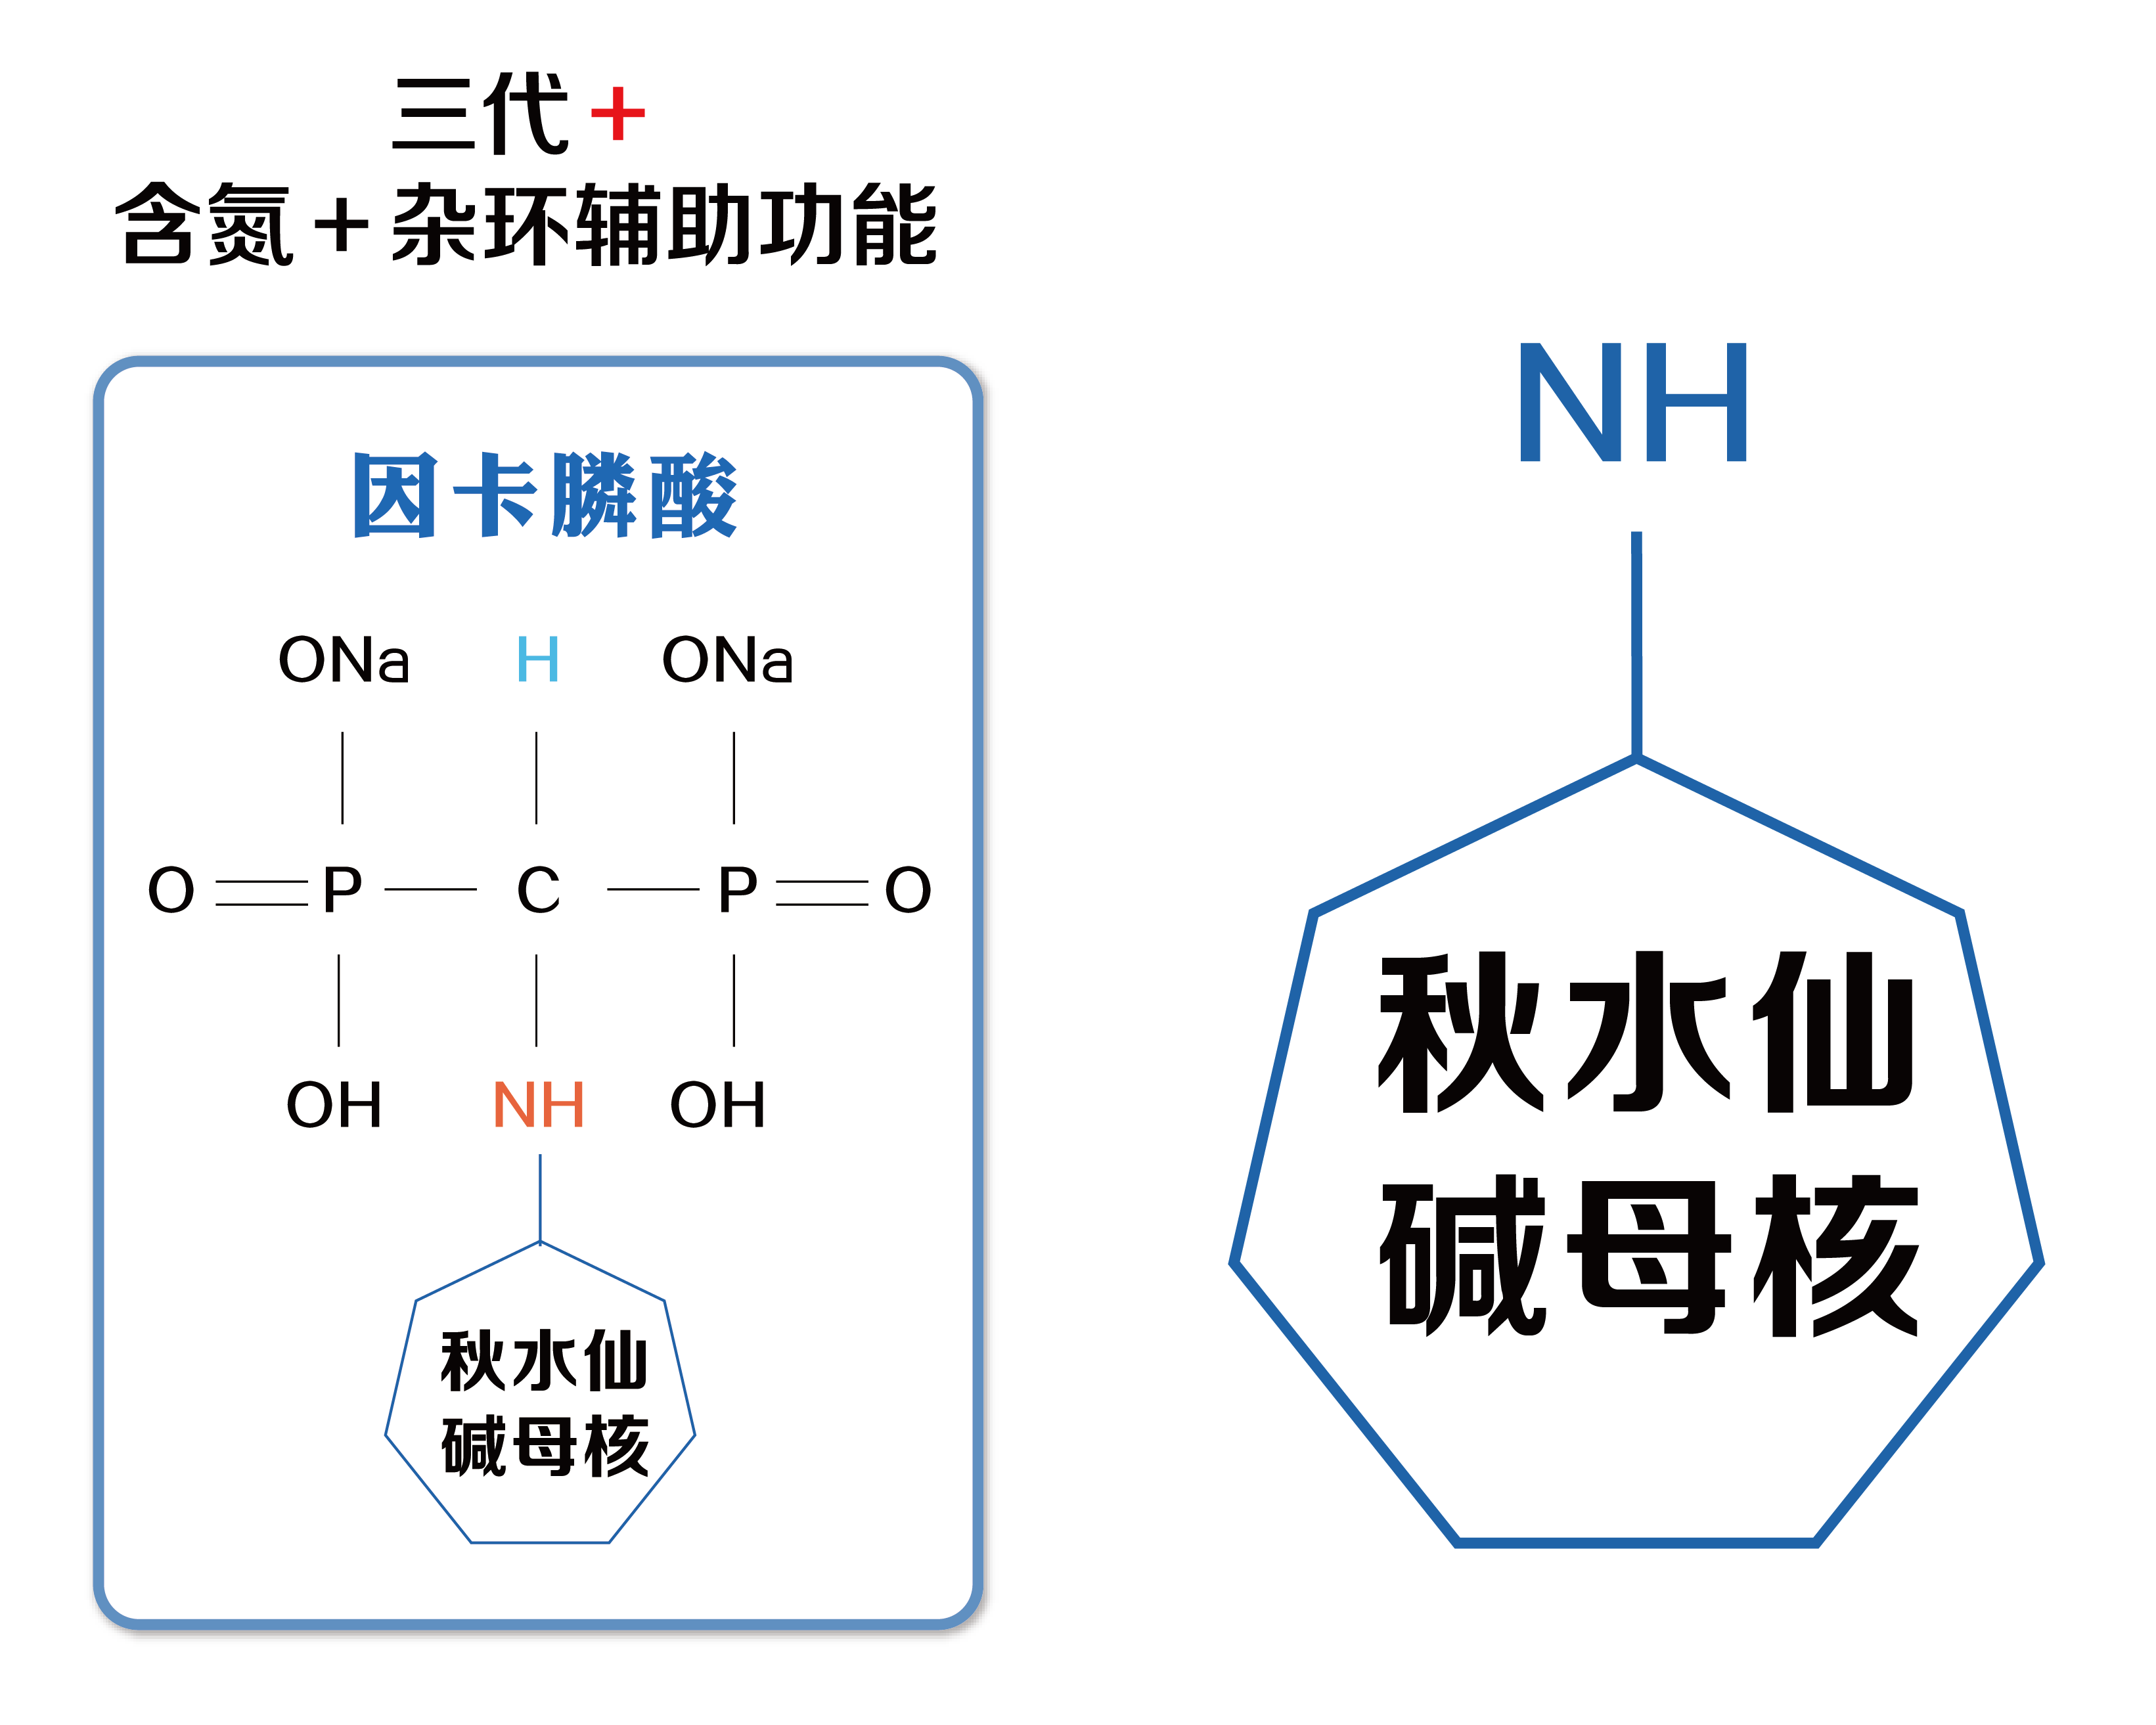 三代+
含氮+杂环辅助功能
因卡膦酸
ONa H ONa
O P C P O
OH NH OH
秋水仙
碱母核
NH
秋水仙
碱母核